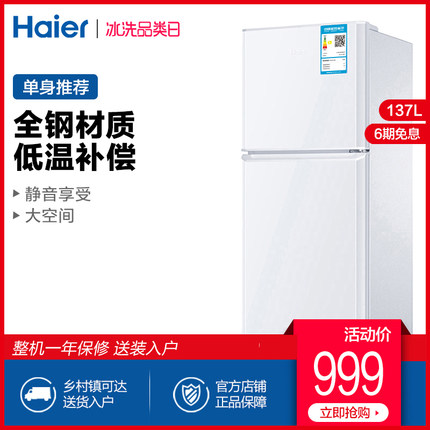 Haier
冰洗品类日
单身推荐
全钢材质
低温补偿
静音享受
大空间
137L
6期免息
整机一年保修 送装入户
乡村镇可达
送货入户
官方店铺
正品保障
活动价
999
立即抢购